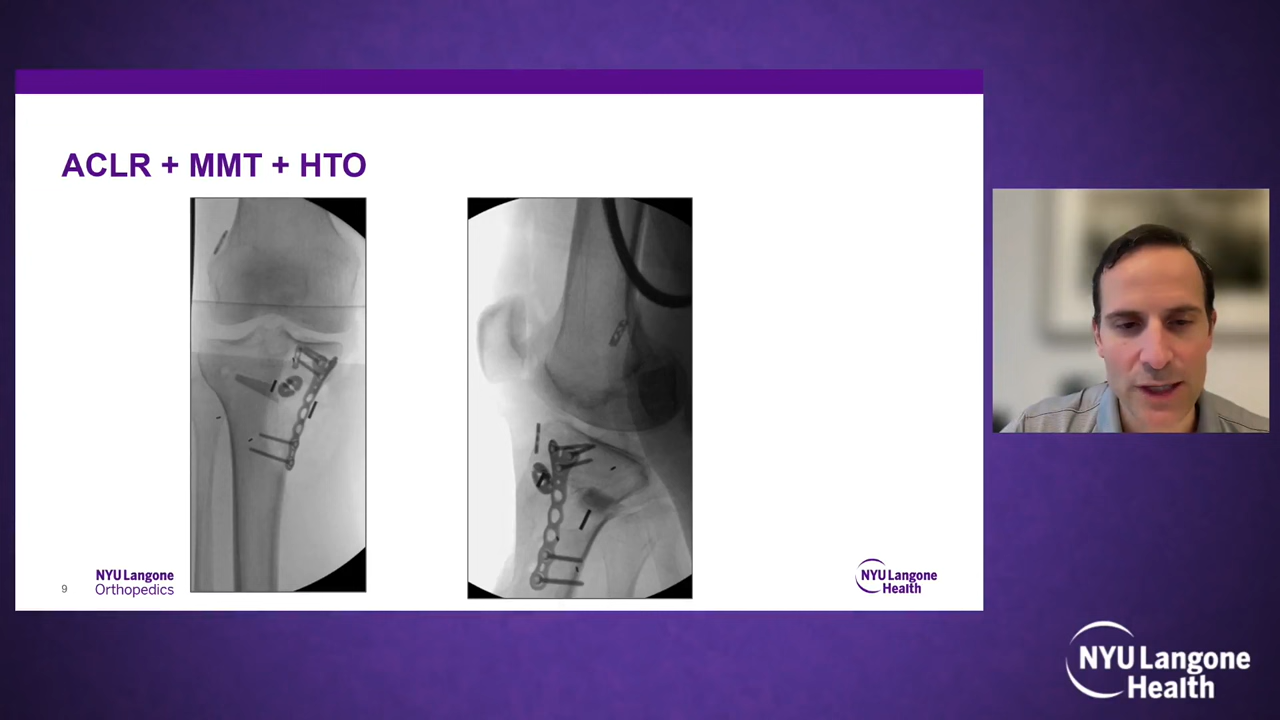 ACLR + MMT + HTO
9
NYU Langone
Orthopedics
NYU Langone
Health
NYU Langone
Health